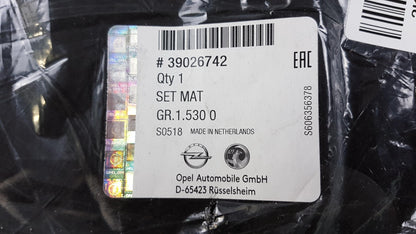 # 39026742
EAC
Qty 1
SET MAT
GR.1.530 0
S0518 MADE IN NETHERLANDS
S606356378
Opel Automobile GmbH
D-65423 Rüsselsheim